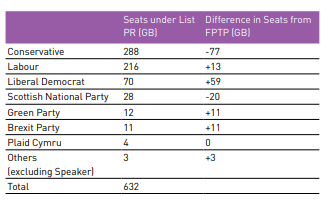 Seats under List Difference in Seats from
PR (GB) FPTP (GB)
Conservative 288 -77
Labour 216 +13
Liberal Democrat 70 +59
Scottish National Party 28 -20
Green Party 12 +11
Brexit Party 11 +11
Plaid Cymru 4 0
Others 3 +3
(excluding Speaker)
Total 632